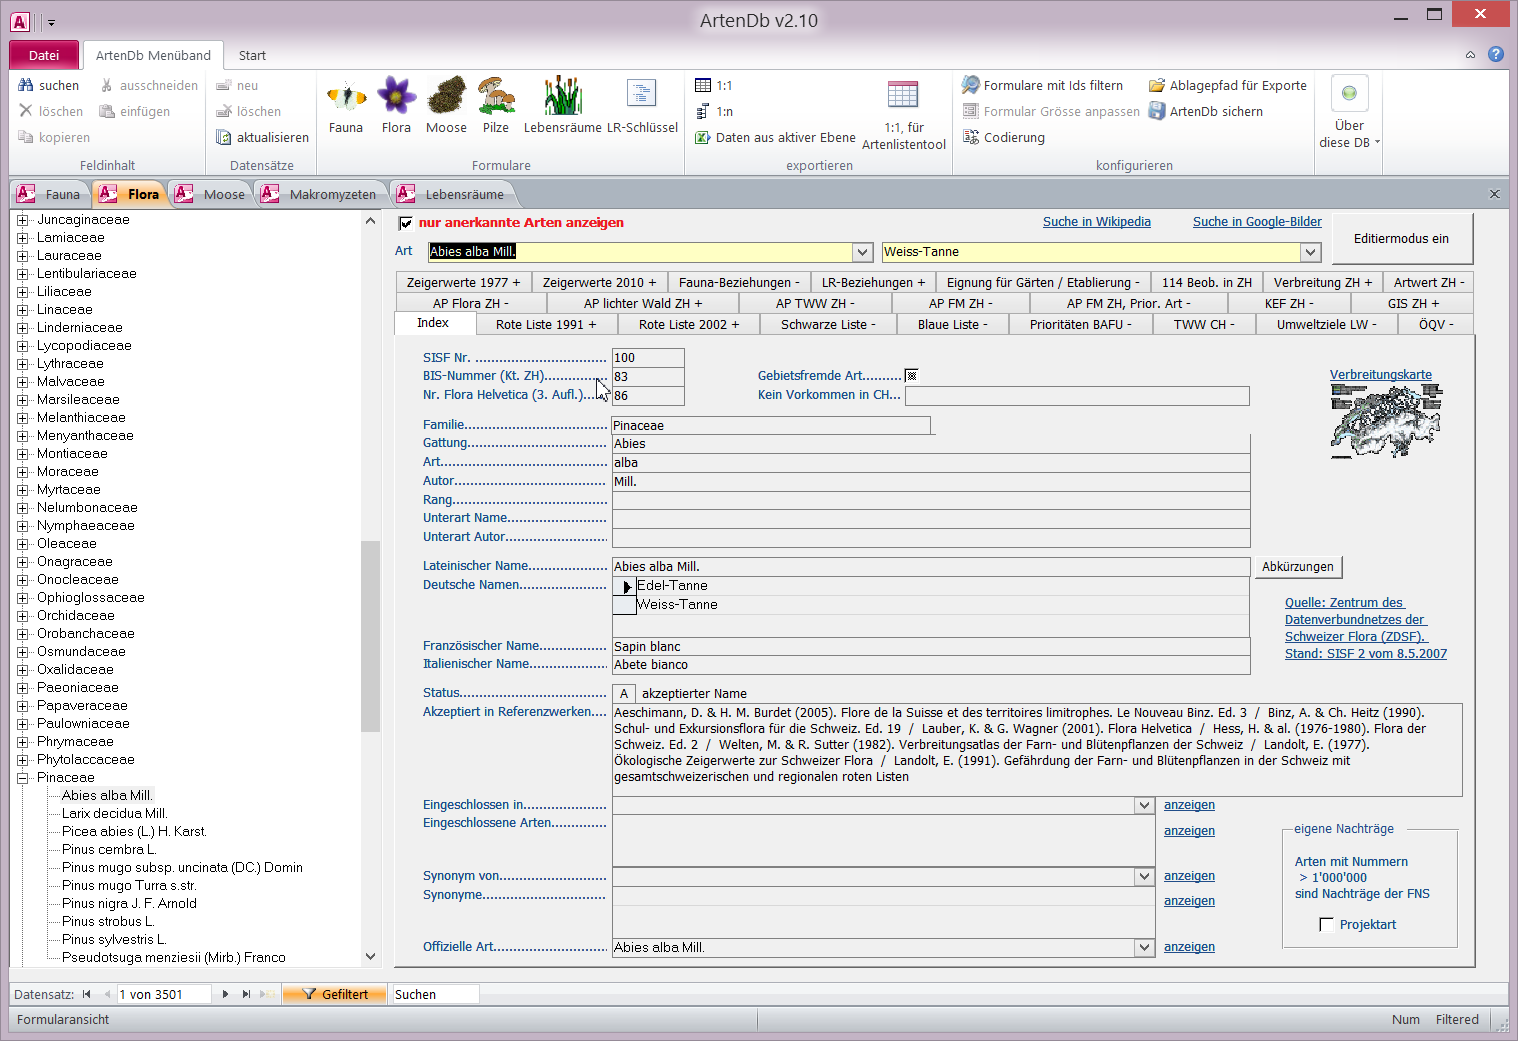 ArtenDb v2.10
Datei ArtenDb Menüband Start
suchen ausschneiden
löschen einfügen
kopieren
Feldinhalt
neu
löschen
aktualisieren
Datensätze
Fauna Flora Moose Pilze Lebensräume LR-Schlüssel
Formulare
1:1
1:n
Daten aus aktiver Ebene
1:1, für
Artenlistentool
exportieren
Formulare mit Ids filtern Ablagepfad für Exporte
Formular Grösse anpassen ArtenDb sichern
Codierung
konfigurieren
Über
diese DB
Fauna Flora Moose Makromyzeten Lebensräume
Juncaginaceae
Lamiaceae
Lauraceae
Lentibulariaceae
Liliaceae
Linaceae
Linderniaceae
Lycopodiaceae
Lythraceae
Malvaceae
Marsileaceae
Melanthiaceae
Menyanthaceae
Montiaceae
Moraceae
Myrtaceae
Nelumbonaceae
Nymphaeaceae
Oleaceae
Onagraceae
Onocleaceae
Ophioglossaceae
Orchidaceae
Orobanchaceae
Osmundaceae
Oxalidaceae
Paeoniaceae
Papaveraceae
Paulowniaceae
Phrymaceae
Phytolaccaceae
Pinaceae
Abies alba Mill.
Larix decidua Mill.
Picea abies (L.) H. Karst.
Pinus cembra L.
Pinus mugo subsp. uncinata (DC.) Domin
Pinus mugo Turra s.str.
Pinus nigra J. F. Arnold
Pinus strobus L.
Pinus sylvestris L.
Pseudotsuga menziesii (Mirb.) Franco
nur anerkannte Arten anzeigen Suche in Wikipedia Suche in Google-Bilder Editiermodus ein
Art Abies alba Mill. Weiss-Tanne
Zeigerwerte 1977 + Zeigerwerte 2010 + Fauna-Beziehungen - LR-Beziehungen + Eignung für Gärten / Etablierung - 114 Beob. in ZH Verbreitung ZH + Artwert ZH -
AP Flora ZH - AP lichter Wald ZH + AP TWW ZH - AP FM ZH - AP FM ZH, Prior. Art - KEF ZH - GIS ZH +
Index Rote Liste 1991 + Rote Liste 2002 + Schwarze Liste - Blaue Liste - Prioritäten BAFU - TWW CH - Umweltziele LW - ÖQV -
SISF Nr. ................................. 100
BIS-Nummer (Kt. ZH)............... 83 Gebietsfremde Art.......... Verbreitungskarte
Nr. Flora Helvetica (3. Aufl.).... 86 Kein Vorkommen in CH...
Familie.................................... Pinaceae
Gattung................................... Abies
Art.......................................... alba
Autor...................................... Mill.
Rang.......................................
Unterart Name.........................
Unterart Autor.........................
Lateinischer Name.................... Abies alba Mill. Abkürzungen
Deutsche Namen...................... Edel-Tanne
Weiss-Tanne
Quelle: Zentrum des
Datenverbundnetzes der
Schweizer Flora (ZDSF).
Stand: SISF 2 vom 8.5.2007
Französischer Name................. Sapin blanc
Italienischer Name................... Abete bianco
Status..................................... A akzeptierter Name
Akzeptiert in Referenzwerken.... Aeschimann, D. & H. M. Burdet (2005). Flore de la Suisse et des territoires limitrophes. Le Nouveau Binz. Ed. 3 / Binz, A. & Ch. Heitz (1990).
Schul- und Exkursionsflora für die Schweiz. Ed. 19 / Lauber, K. & G. Wagner (2001). Flora Helvetica / Hess, H. & al. (1976-1980). Flora der
Schweiz. Ed. 2 / Welten, M. & R. Sutter (1982). Verbreitungsatlas der Farn- und Blütenpflanzen der Schweiz / Landolt, E. (1977).
Ökologische Zeigerwerte zur Schweizer Flora / Landolt, E. (1991). Gefährdung der Farn- und Blütenpflanzen in der Schweiz mit
gesamtschweizerischen und regionalen roten Listen
Eingeschlossen in..................... anzeigen
Eingeschlossene Arten.............. anzeigen
Synonym von........................... anzeigen
Synonyme............................... anzeigen
Offizielle Art............................ Abies alba Mill. anzeigen
eigene Nachträge
Arten mit Nummern
> 1'000'000
sind Nachträge der FNS
Projektart
Datensatz: 1 von 3501 Gefiltert Suchen
Formularansicht Num Filtered